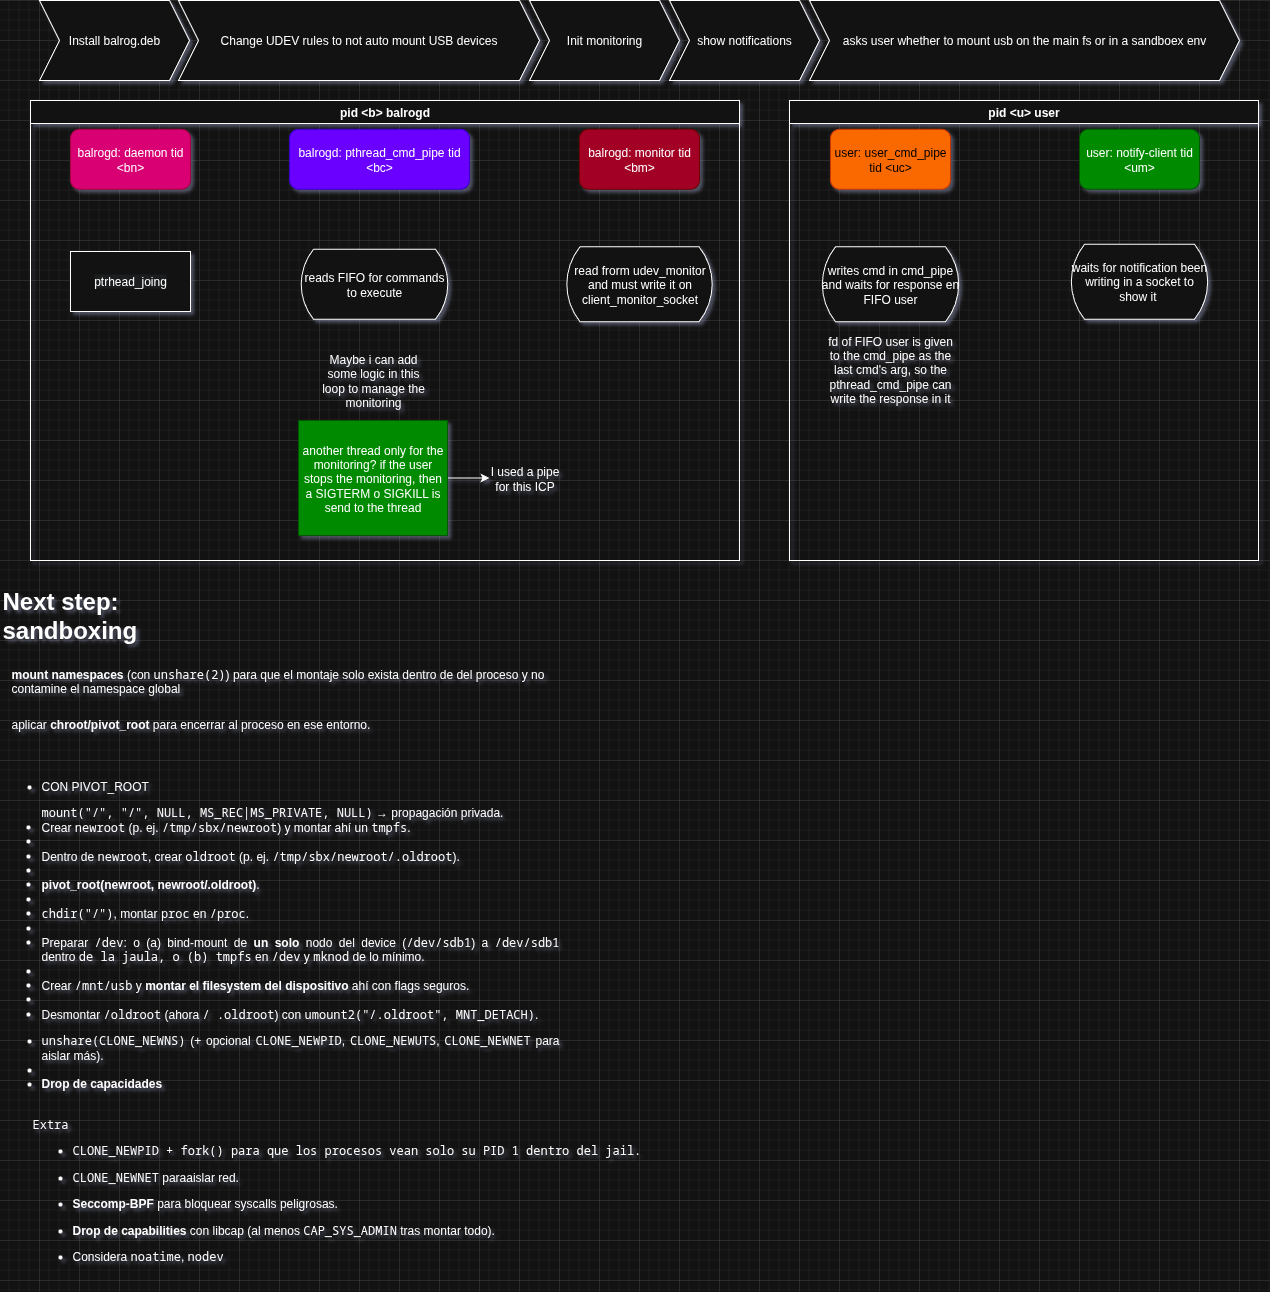 Install balrog.deb
Change UDEV rules to not auto mount USB devices
Init monitoring
show notifications
asks user whether to mount usb on the main fs or in a sandboex env
pid <b> balrogd
balrogd: daemon tid
<bn>
balrogd: pthread_cmd_pipe tid
<bc>
balrogd: monitor tid
<bm>
ptrhead_joing
reads FIFO for commands
to execute
read frorm udev_monitor
and must write it on
client_monitor_socket
Maybe i can add
some logic in this
loop to manage the
monitoring
another thread only for the
monitoring? if the user
stops the monitoring, then
a SIGTERM o SIGKILL is
send to the thread
I used a pipe
for this ICP
pid <u> user
user: user_cmd_pipe
tid <uc>
user: notify-client tid
<um>
writes cmd in cmd_pipe
and waits for response en
FIFO user
waits for notification been
writing in a socket to
show it
fd of FIFO user is given
to the cmd_pipe as the
last cmd's arg, so the
pthread_cmd_pipe can
write the response in it
Next step:
sandboxing
mount namespaces (con unshare(2)) para que el montaje solo exista dentro de del proceso y no
contamine el namespace global
aplicar chroot/pivot_root para encerrar al proceso en ese entorno.
• CON PIVOT_ROOT
mount("/", "/", NULL, MS_REC|MS_PRIVATE, NULL) → propagación privada.
• Crear newroot (p. ej. /tmp/sbx/newroot) y montar ahí un tmpfs.
•
• Dentro de newroot, crear oldroot (p. ej. /tmp/sbx/newroot/.oldroot).
•
• pivot_root(newroot, newroot/.oldroot).
•
• chdir("/"), montar proc en /proc.
•
• Preparar /dev: o (a) bind-mount de un solo nodo del device (/dev/sdb1) a /dev/sdb1
dentro de la jaula, o (b) tmpfs en /dev y mknod de lo mínimo.
•
• Crear /mnt/usb y montar el filesystem del dispositivo ahí con flags seguros.
•
• Desmontar /oldroot (ahora / .oldroot) con umount2("/.oldroot", MNT_DETACH).
• unshare(CLONE_NEWNS) (+ opcional CLONE_NEWPID, CLONE_NEWUTS, CLONE_NEWNET para
aislar más).
•
• Drop de capacidades
Extra
• CLONE_NEWPID + fork() para que los procesos vean solo su PID 1 dentro del jail.
• CLONE_NEWNET paraaislar red.
• Seccomp-BPF para bloquear syscalls peligrosas.
• Drop de capabilities con libcap (al menos CAP_SYS_ADMIN tras montar todo).
• Considera noatime, nodev